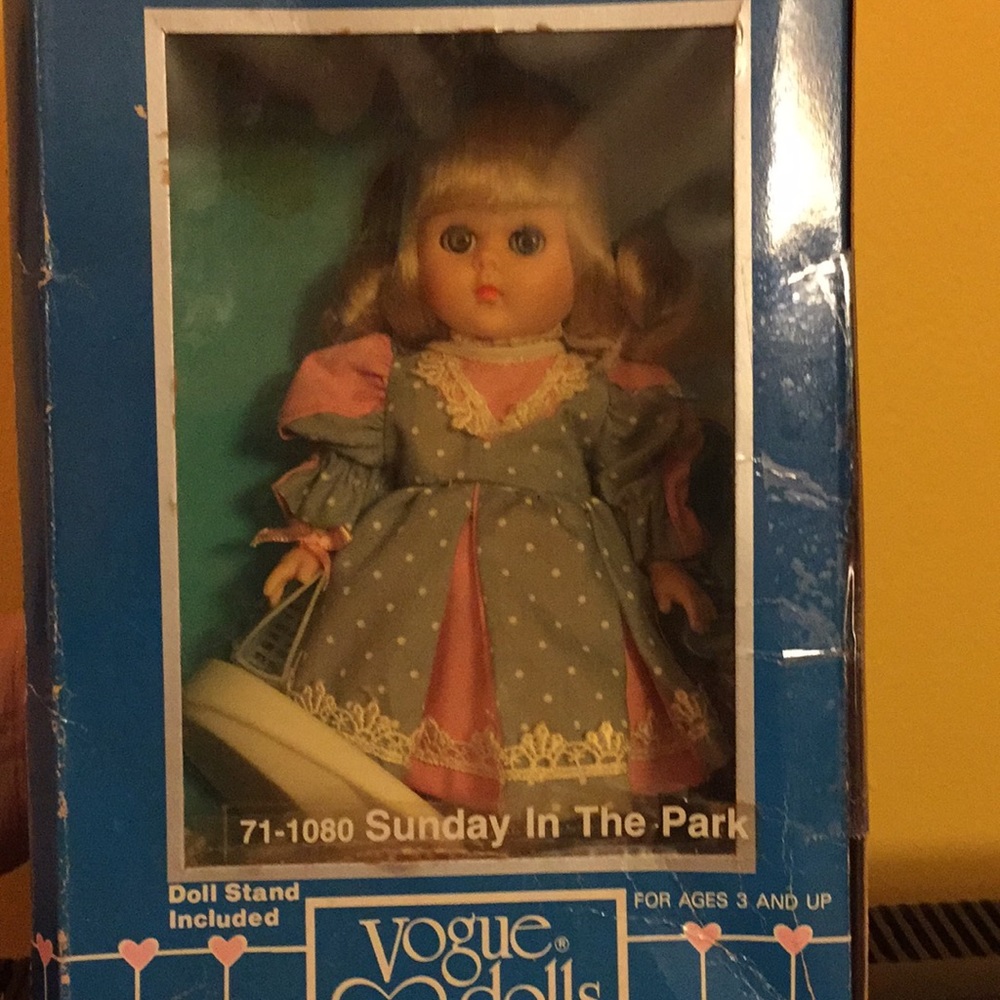 71-1080 Sunday In The Park
Doll Stand
Included
FOR AGES 3 AND UP
Vogue®
dolls